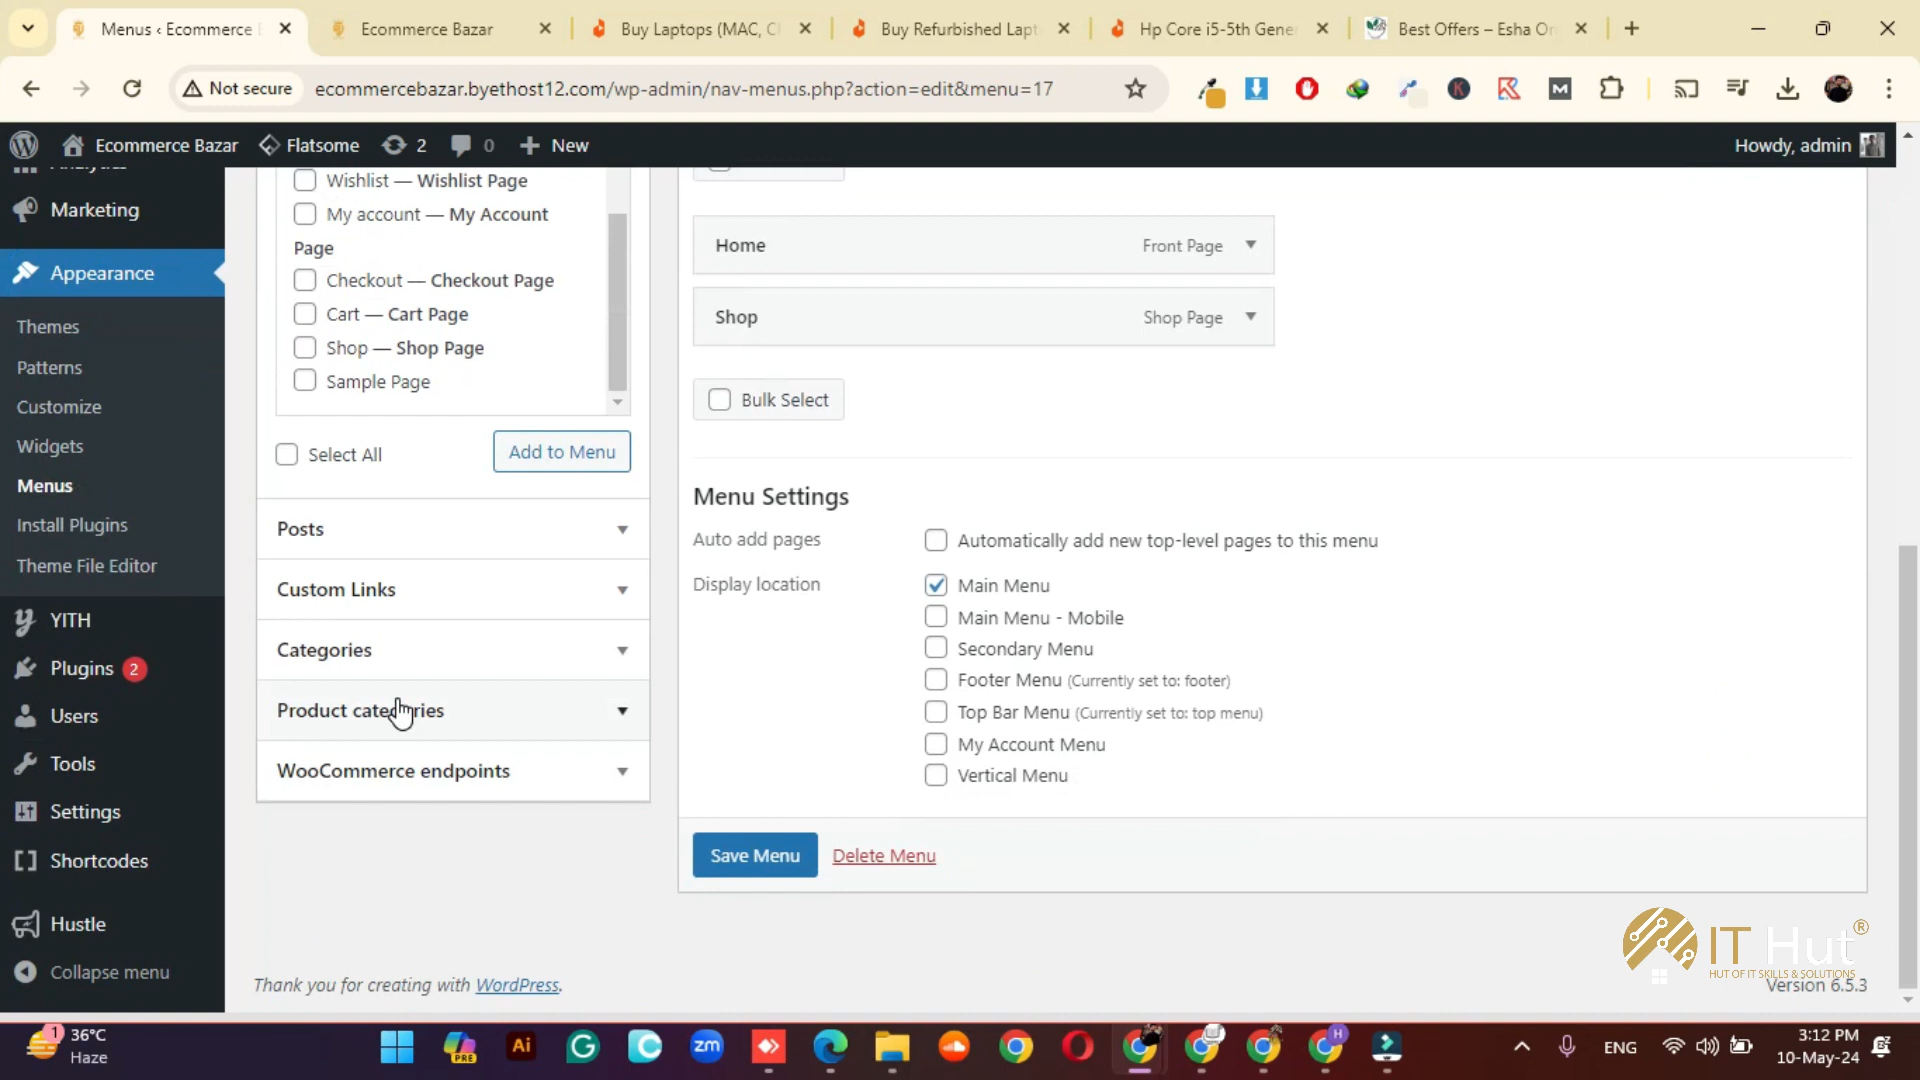 Menus ‹ Ecommerce
Ecommerce Bazar
Buy Laptops (MAC, C
Buy Refurbished Lapt
Hp Core i5-5th Gene
Best Offers – Esha O
Not secure
ecommercebazar.byethost12.com/wp-admin/nav-menus.php?action=edit&menu=17
Ecommerce Bazar
Flatsome
2
0
New
Howdy, admin
Analytics
Marketing
Appearance
Themes
Patterns
Customize
Widgets
Menus
Install Plugins
Theme File Editor
YITH
Plugins 2
Users
Tools
Settings
Shortcodes
Hustle
Collapse menu
Wishlist — Wishlist Page
My account — My Account
Page
Checkout — Checkout Page
Cart — Cart Page
Shop — Shop Page
Sample Page
Select All
Add to Menu
Posts
Custom Links
Categories
Product categories
WooCommerce endpoints
Home Front Page
Shop Shop Page
Bulk Select
Menu Settings
Auto add pages
Automatically add new top-level pages to this menu
Display location
Main Menu
Main Menu - Mobile
Secondary Menu
Footer Menu (Currently set to: footer)
Top Bar Menu (Currently set to: top menu)
My Account Menu
Vertical Menu
Save Menu
Delete Menu
IT Hut ®
HUT OF IT SKILLS & SOLUTIONS
Thank you for creating with WordPress.
Version 6.5.3
1
36°C
Haze
PRE
Ai
zm
H
ENG
3:12 PM
10-May-24